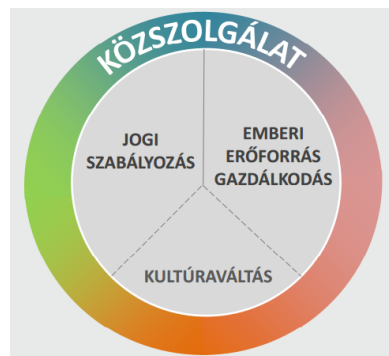 KÖZSZOLGÁLAT
JOGI
SZABÁLYOZÁS
EMBERI
ERŐFORRÁS
GAZDÁLKODÁS
KULTÚRAVÁLTÁS